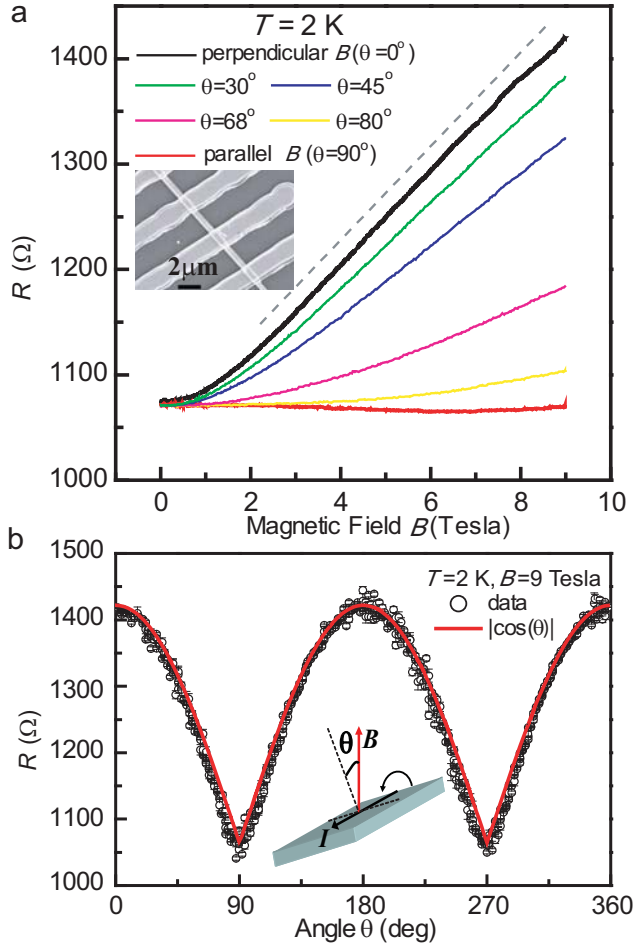 a
T = 2 K
perpendicular B (θ=0°)
θ=30° θ=45°
θ=68° θ=80°
parallel B (θ=90°)
2μm
R (Ω)
1400
1300
1200
1100
1000
0 2 4 6 8 10
Magnetic Field B(Tesla)
b
T=2 K, B=9 Tesla
data
|cos(θ)|
R (Ω)
1500
1400
1300
1200
1100
1000
θ B
I
0 90 180 270 360
Angle θ (deg)